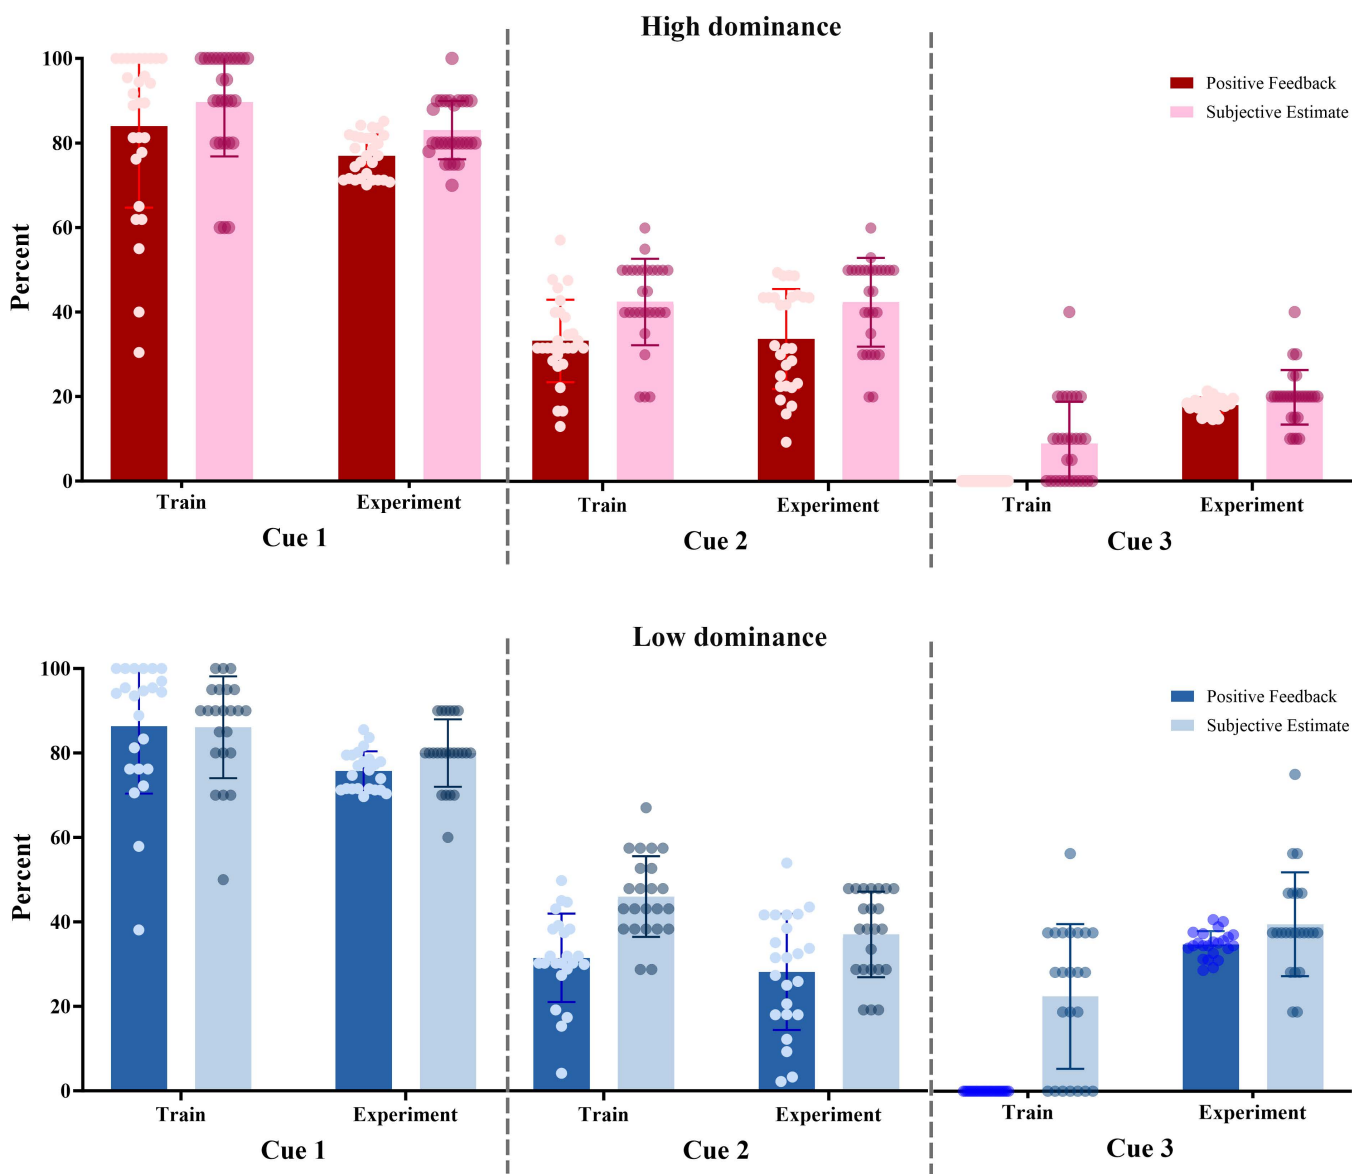 High dominance
Positive Feedback
Subjective Estimate
Percent
100
80
60
40
20
0
Train Experiment Train Experiment Train Experiment
Cue 1 Cue 2 Cue 3
Low dominance
Positive Feedback
Subjective Estimate
Percent
100
80
60
40
20
0
Train Experiment Train Experiment Train Experiment
Cue 1 Cue 2 Cue 3